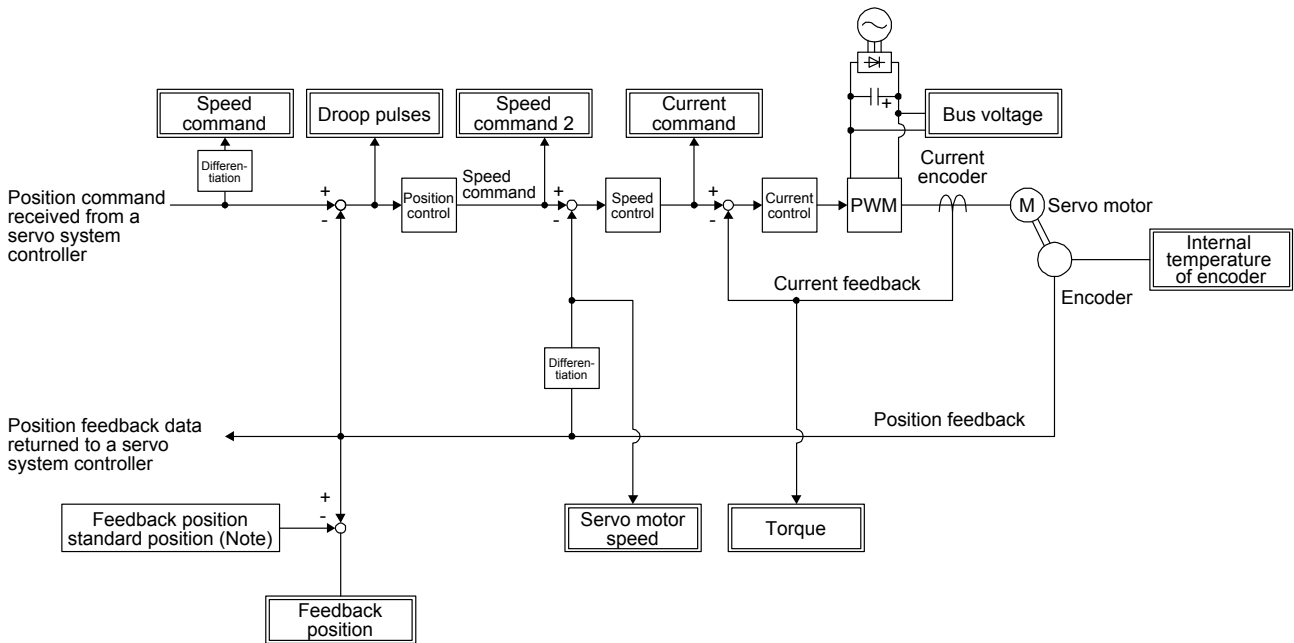 Speed
command
Droop pulses
Speed
command 2
Current
command
+
Bus voltage
Differen-
tiation
Current
encoder
Position command
received from a
servo system
controller
+
-
Position
control
Speed
command
+
-
Speed
control
+
-
Current
control
PWM
M
Servo motor
Internal
temperature
of encoder
Current feedback
Encoder
Differen-
tiation
Position feedback data
returned to a servo
system controller
Position feedback
+
-
Feedback position
standard position (Note)
Servo motor
speed
Torque
Feedback
position